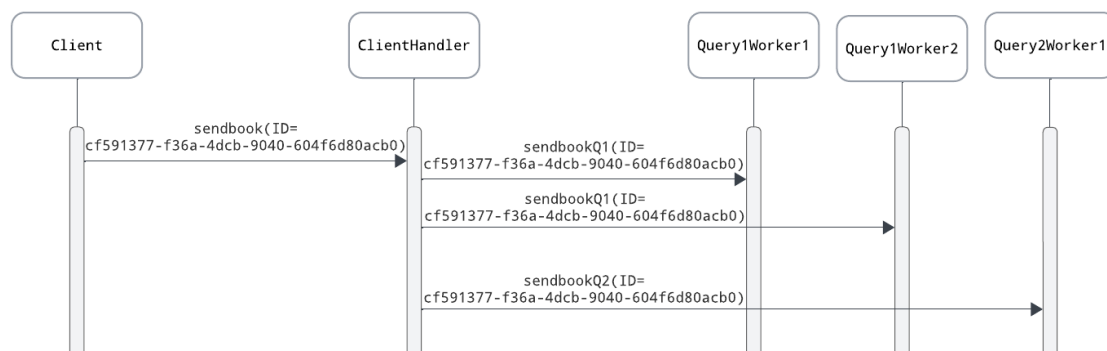 Client
ClientHandler
Query1Worker1
Query1Worker2
Query2Worker1
sendbook(ID=
cf591377-f36a-4dcb-9040-604f6d80acb0)
sendbookQ1(ID=
cf591377-f36a-4dcb-9040-604f6d80acb0)
sendbookQ1(ID=
cf591377-f36a-4dcb-9040-604f6d80acb0)
sendbookQ2(ID=
cf591377-f36a-4dcb-9040-604f6d80acb0)